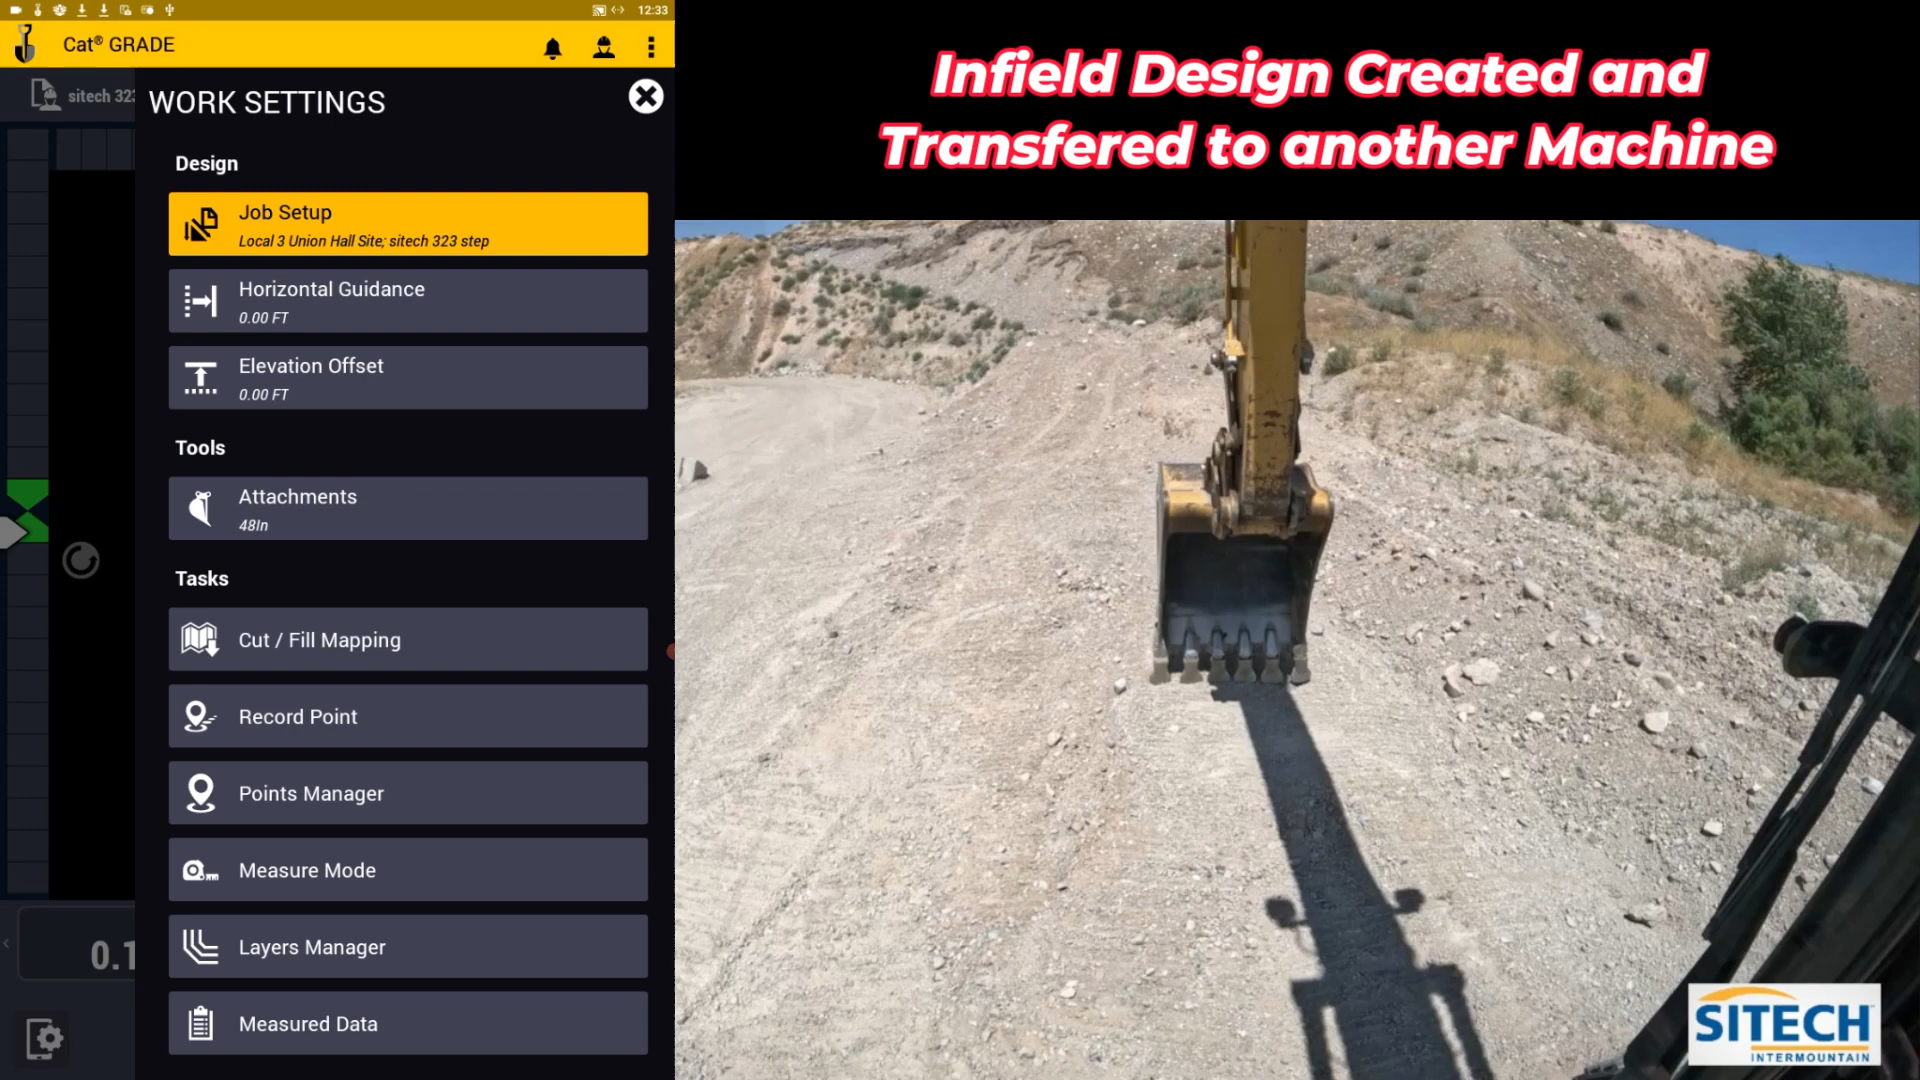 12:33
Cat® GRADE
sitech 323
WORK SETTINGS
Design
Job Setup
Local 3 Union Hall Site; sitech 323 step
Horizontal Guidance
0.00 FT
Elevation Offset
0.00 FT
Tools
Attachments
48In
Tasks
Cut / Fill Mapping
Record Point
Points Manager
Measure Mode
Layers Manager
Measured Data
0.1
Infield Design Created and
Transfered to another Machine
SITECH
INTERMOUNTAIN